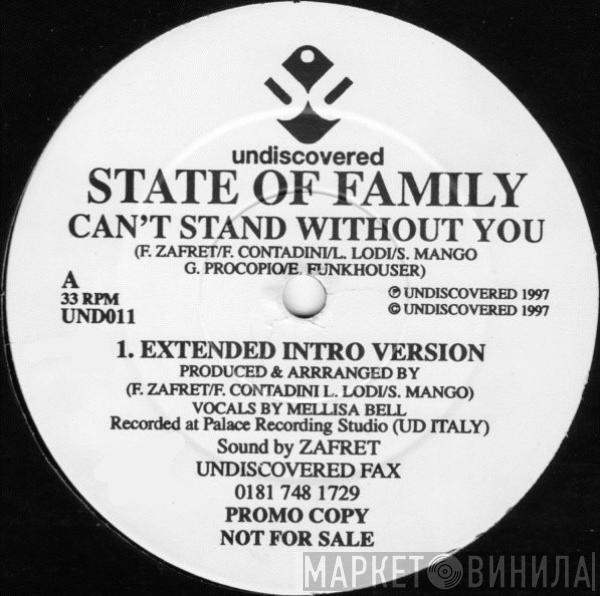 undiscovered
STATE OF FAMILY
CAN'T STAND WITHOUT YOU
(F. ZAFRET/F. CONTADINI/L. LODI/S. MANGO
G. PROCOPIO/E. FUNKHOUSER)
A
33 RPM
UND011
℗ UNDISCOVERED 1997
© UNDISCOVERED 1997
1. EXTENDED INTRO VERSION
PRODUCED & ARRRANGED BY
(F. ZAFRET/F. CONTADINI L. LODI/S. MANGO)
VOCALS BY MELLISA BELL
Recorded at Palace Recording Studio (UD ITALY)
Sound by ZAFRET
UNDISCOVERED FAX
0181 748 1729
PROMO COPY
NOT FOR SALE
МАРКЕТ ВИНИЛА